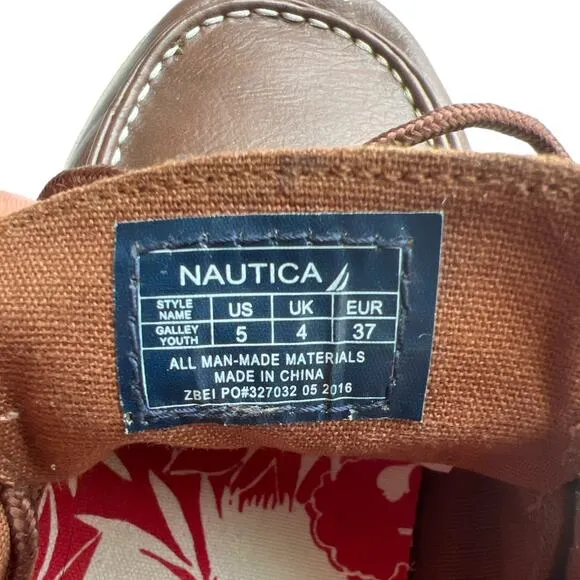 NAUTICA
STYLE NAME US UK EUR
GALLEY YOUTH 5 4 37
ALL MAN-MADE MATERIALS
MADE IN CHINA
ZBEI PO#327032 05 2016